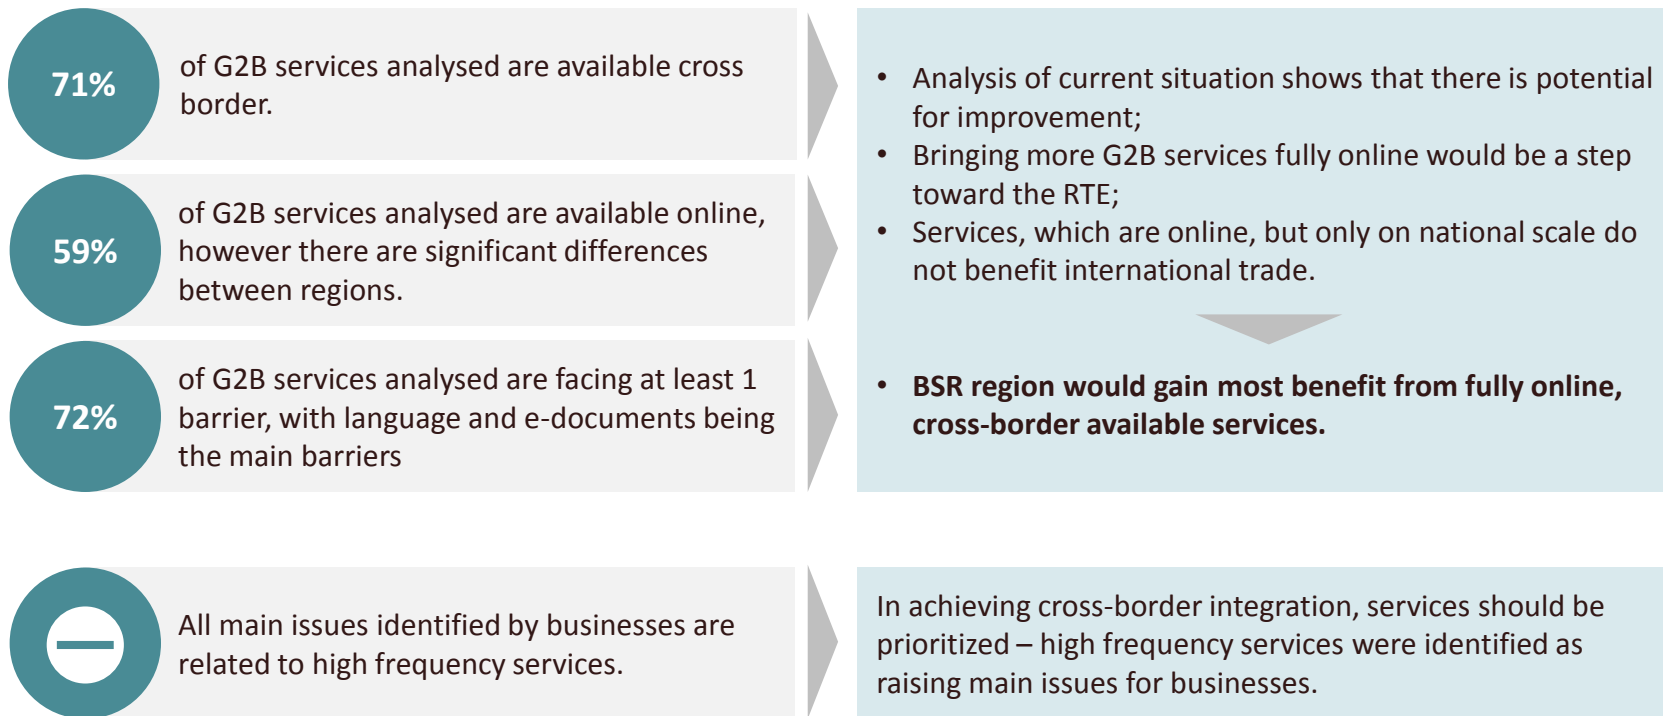 71%
of G2B services analysed are available cross
border.
59%
of G2B services analysed are available online,
however there are significant differences
between regions.
72%
of G2B services analysed are facing at least 1
barrier, with language and e-documents being
the main barriers
• Analysis of current situation shows that there is potential
for improvement;
• Bringing more G2B services fully online would be a step
toward the RTE;
• Services, which are online, but only on national scale do
not benefit international trade.
• BSR region would gain most benefit from fully online,
cross-border available services.
All main issues identified by businesses are
related to high frequency services.
In achieving cross-border integration, services should be
prioritized – high frequency services were identified as
raising main issues for businesses.